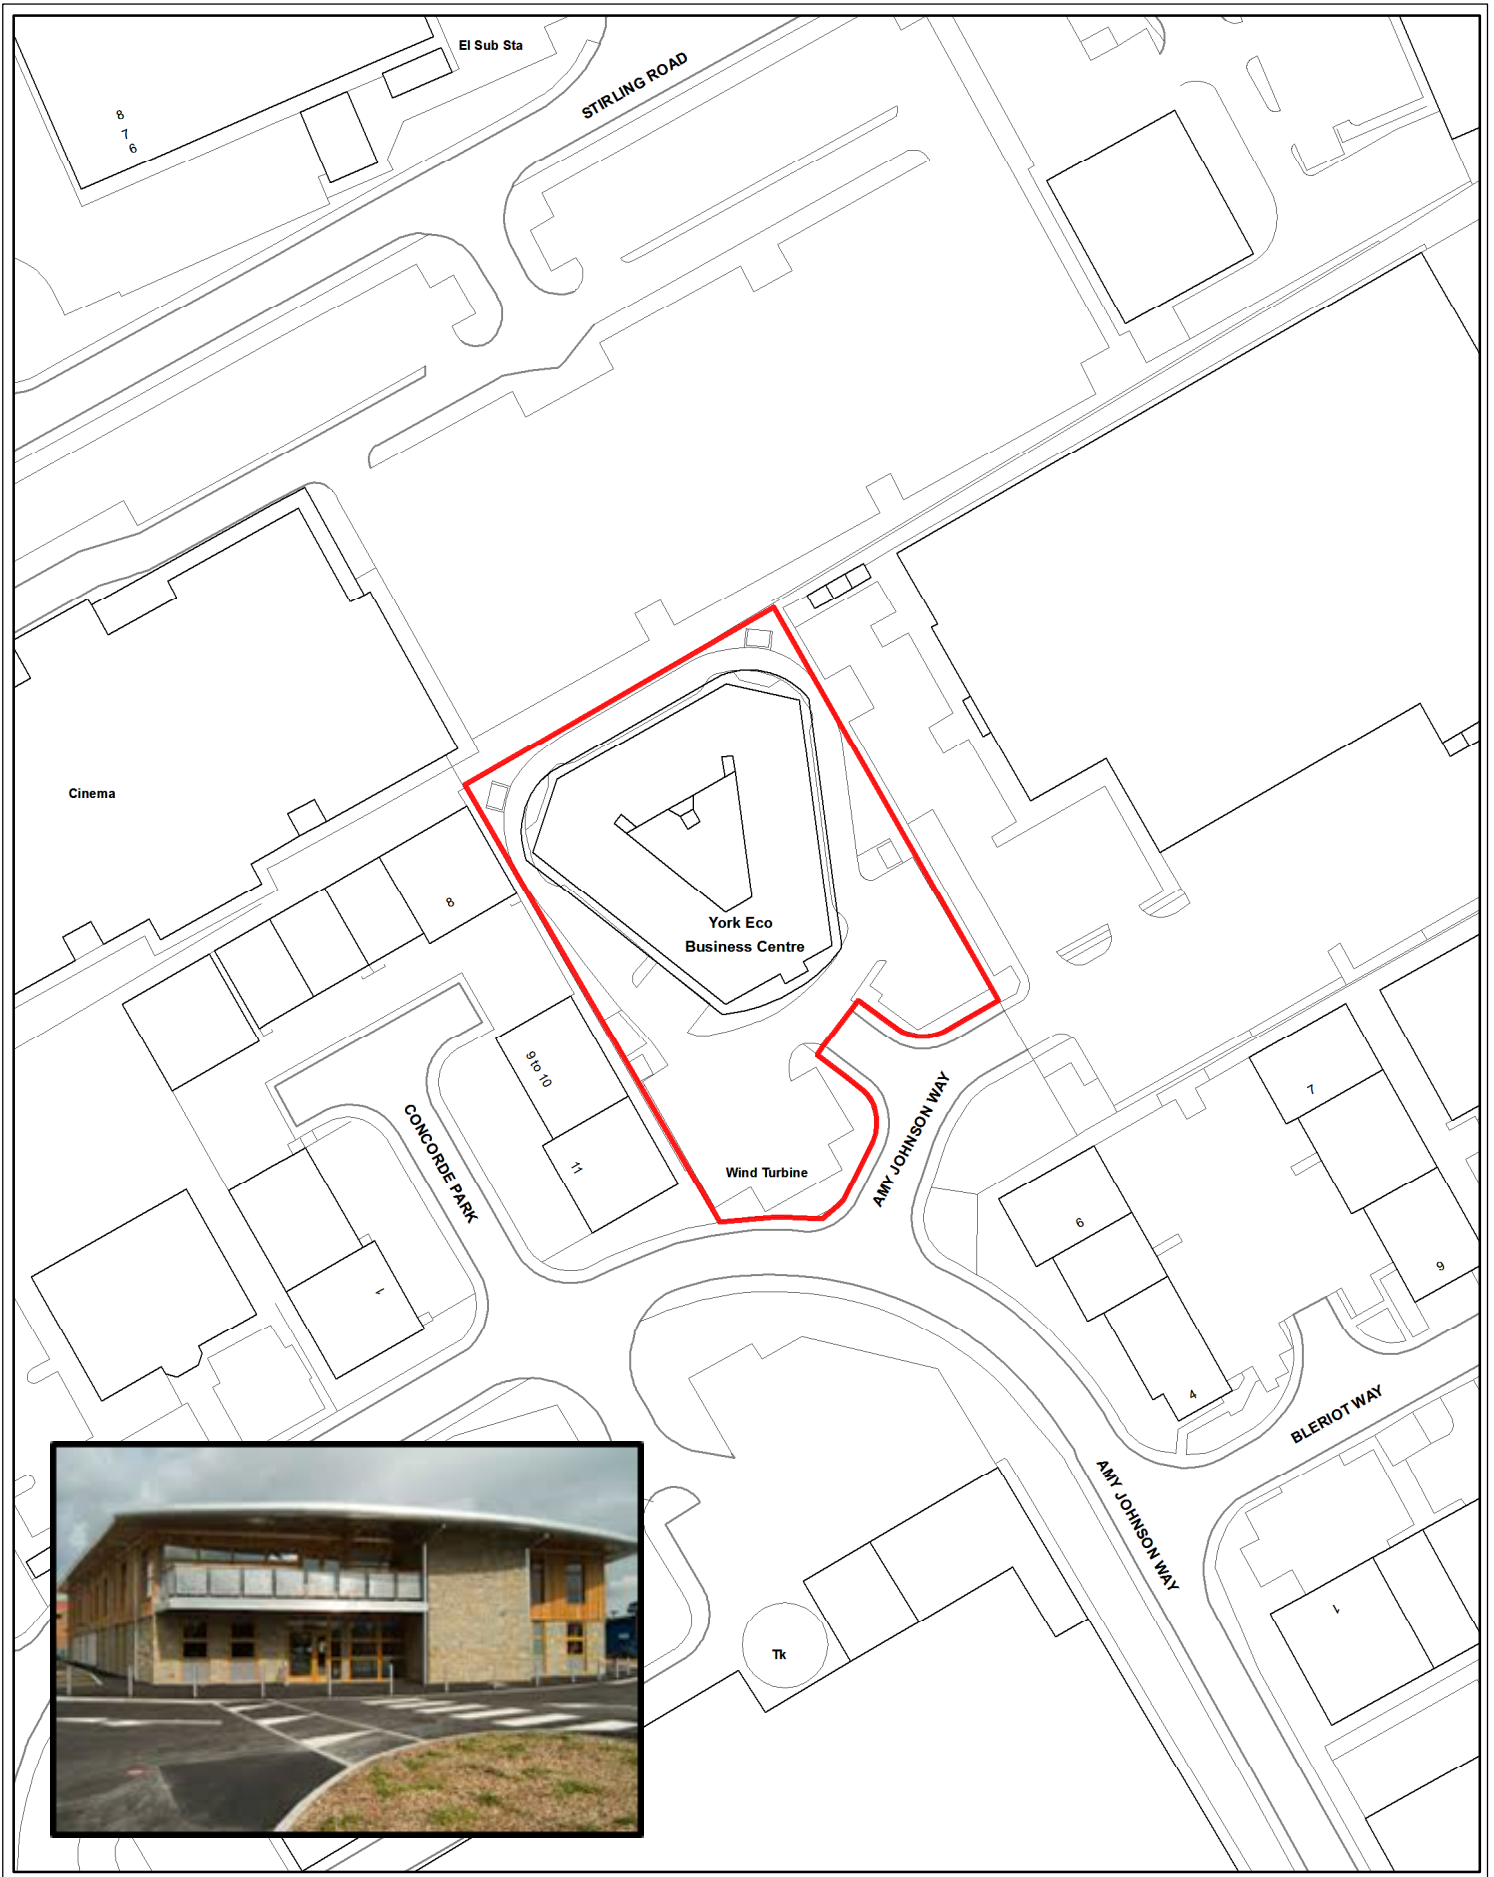 El Sub Sta
STIRLING ROAD
8
7
6
Cinema
8
York Eco
Business Centre
9 to 10
11
CONCORDE PARK
Wind Turbine
AMY JOHNSON WAY
7
6
9
1
4
BLERIOT WAY
AMY JOHNSON WAY
1
Tk